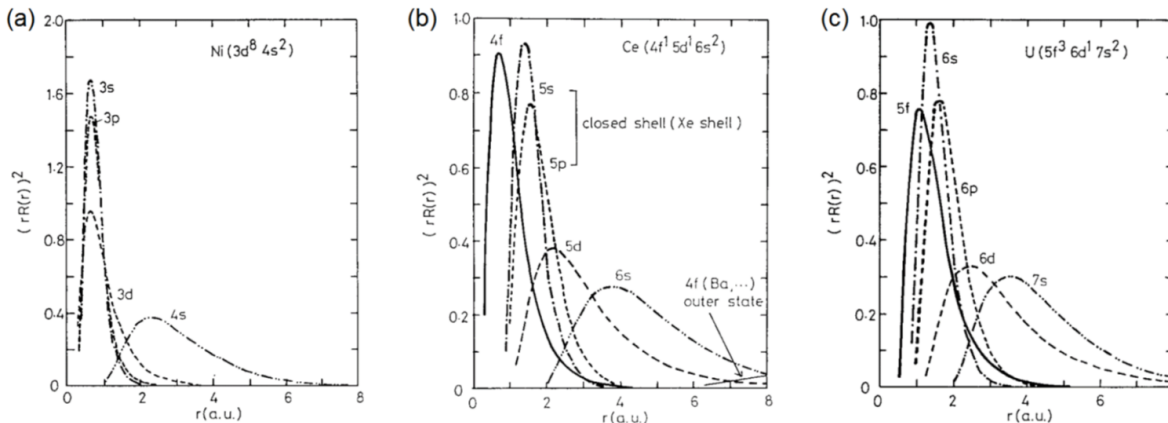 (a)
Ni (3d⁸ 4s²)
(rR(r))²
2.0
1.6
1.2
0.8
0.4
0
3s
3p
3d
4s
0
2
4
6
8
r(a.u.)
(b)
Ce (4f¹ 5d¹ 6s²)
(rR(r))²
1.0
0.8
0.6
0.4
0.2
0
4f
5s
closed shell (Xe shell)
5p
5d
6s
4f (Ba,···)
outer state
0
2
4
6
8
r(a.u.)
(c)
U (5f³ 6d¹ 7s²)
(rR(r))²
1.0
0.8
0.6
0.4
0.2
0
6s
5f
6p
6d
7s
0
2
4
6
8
r(a.u.)